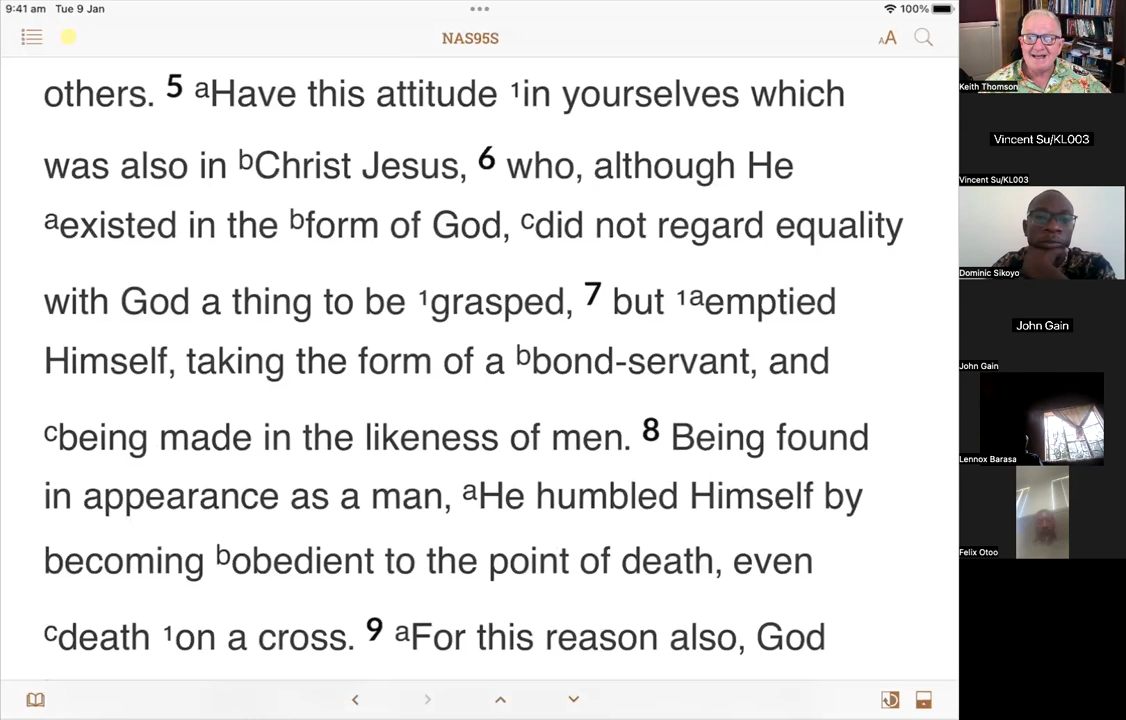 9:41 am Tue 9 Jan
100%
NAS95S
AA
others. 5 aHave this attitude 1in yourselves which
was also in bChrist Jesus, 6 who, although He
aexisted in the bform of God, cdid not regard equality
with God a thing to be 1grasped, 7 but 1aemptied
Himself, taking the form of a bbond-servant, and
cbeing made in the likeness of men. 8 Being found
in appearance as a man, aHe humbled Himself by
becoming bobedient to the point of death, even
cdeath 1on a cross. 9 aFor this reason also, God
Keith Thomson
Vincent Su/KL003
Vincent Su/KL003
Dominic Sikoyo
John Gain
John Gain
Lennox Barasa
Felix Otoo